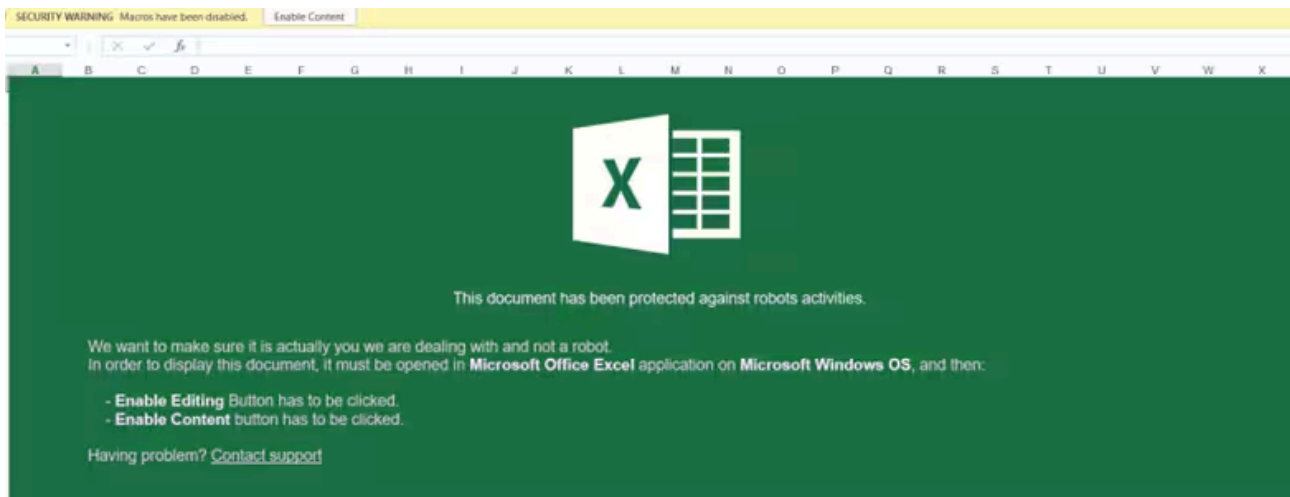 SECURITY WARNING Macros have been disabled. Enable Content
fx
A B C D E F G H I J K L M N O P Q R S T U V W X
X
This document has been protected against robots activities.
We want to make sure it is actually you we are dealing with and not a robot.
In order to display this document, it must be opened in Microsoft Office Excel application on Microsoft Windows OS, and then:
- Enable Editing Button has to be clicked.
- Enable Content button has to be clicked.
Having problem? Contact support